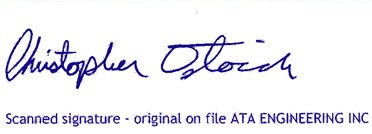 Christopher Ostoich
Scanned signature - original on file ATA ENGINEERING INC